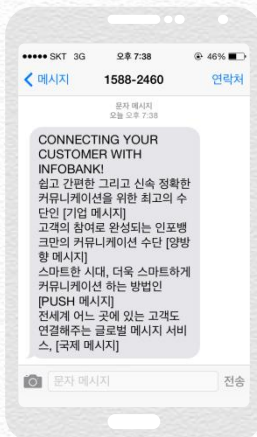 ●●●●● SKT 3G 오후 7:38 46%
메시지 1588-2460 연락처
문자 메시지
오늘 오후 7:38
CONNECTING YOUR
CUSTOMER WITH
INFOBANK!
쉽고 간편한 그리고 신속 정확한
커뮤니케이션을 위한 최고의 수
단인 [기업 메시지]
고객의 참여로 완성되는 인포뱅
크만의 커뮤니케이션 수단 [양방
향 메시지]
스마트한 시대, 더욱 스마트하게
커뮤니케이션 하는 방법인
[PUSH 메시지]
전세계 어느 곳에 있는 고객도
연결해주는 글로벌 메시지 서비
스, [국제 메시지]
문자 메시지 전송